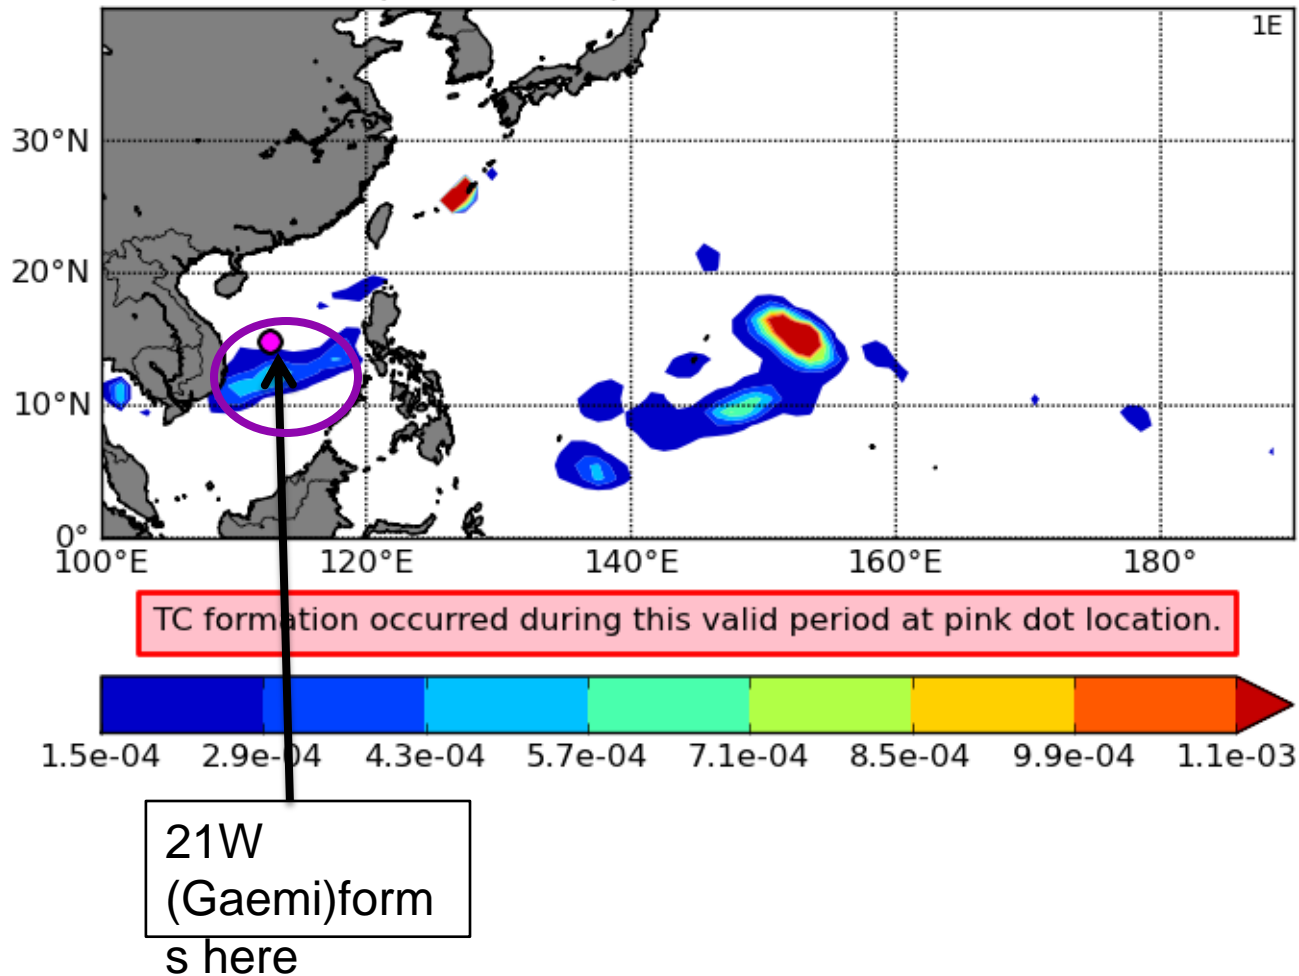 1E
30°N
20°N
10°N
0°
100°E 120°E 140°E 160°E 180°
TC formation occurred during this valid period at pink dot location.
1.5e-04 2.9e-04 4.3e-04 5.7e-04 7.1e-04 8.5e-04 9.9e-04 1.1e-03
21W
(Gaemi)form
s here